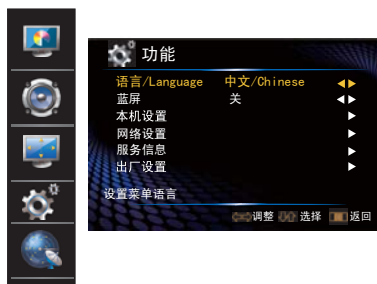 功能
语言/Language 中文/Chinese
蓝屏 关
本机设置
网络设置
服务信息
出厂设置
设置菜单语言
调整 选择 返回